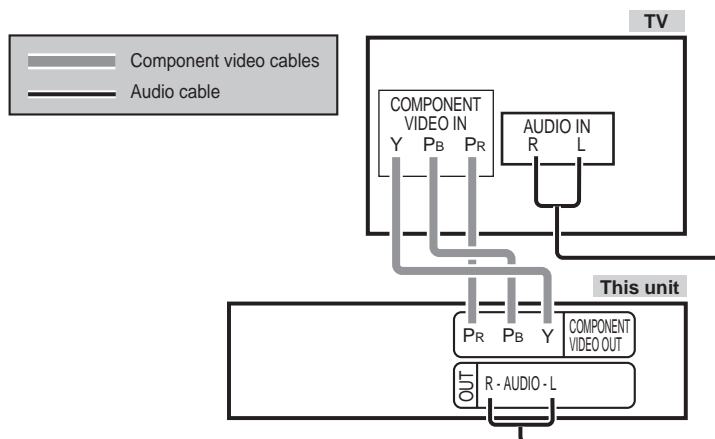 TV
Component video cables
Audio cable
COMPONENT
VIDEO IN
Y PB PR
AUDIO IN
R L
This unit
PR PB Y
COMPONENT
VIDEO OUT
OUT
R - AUDIO - L